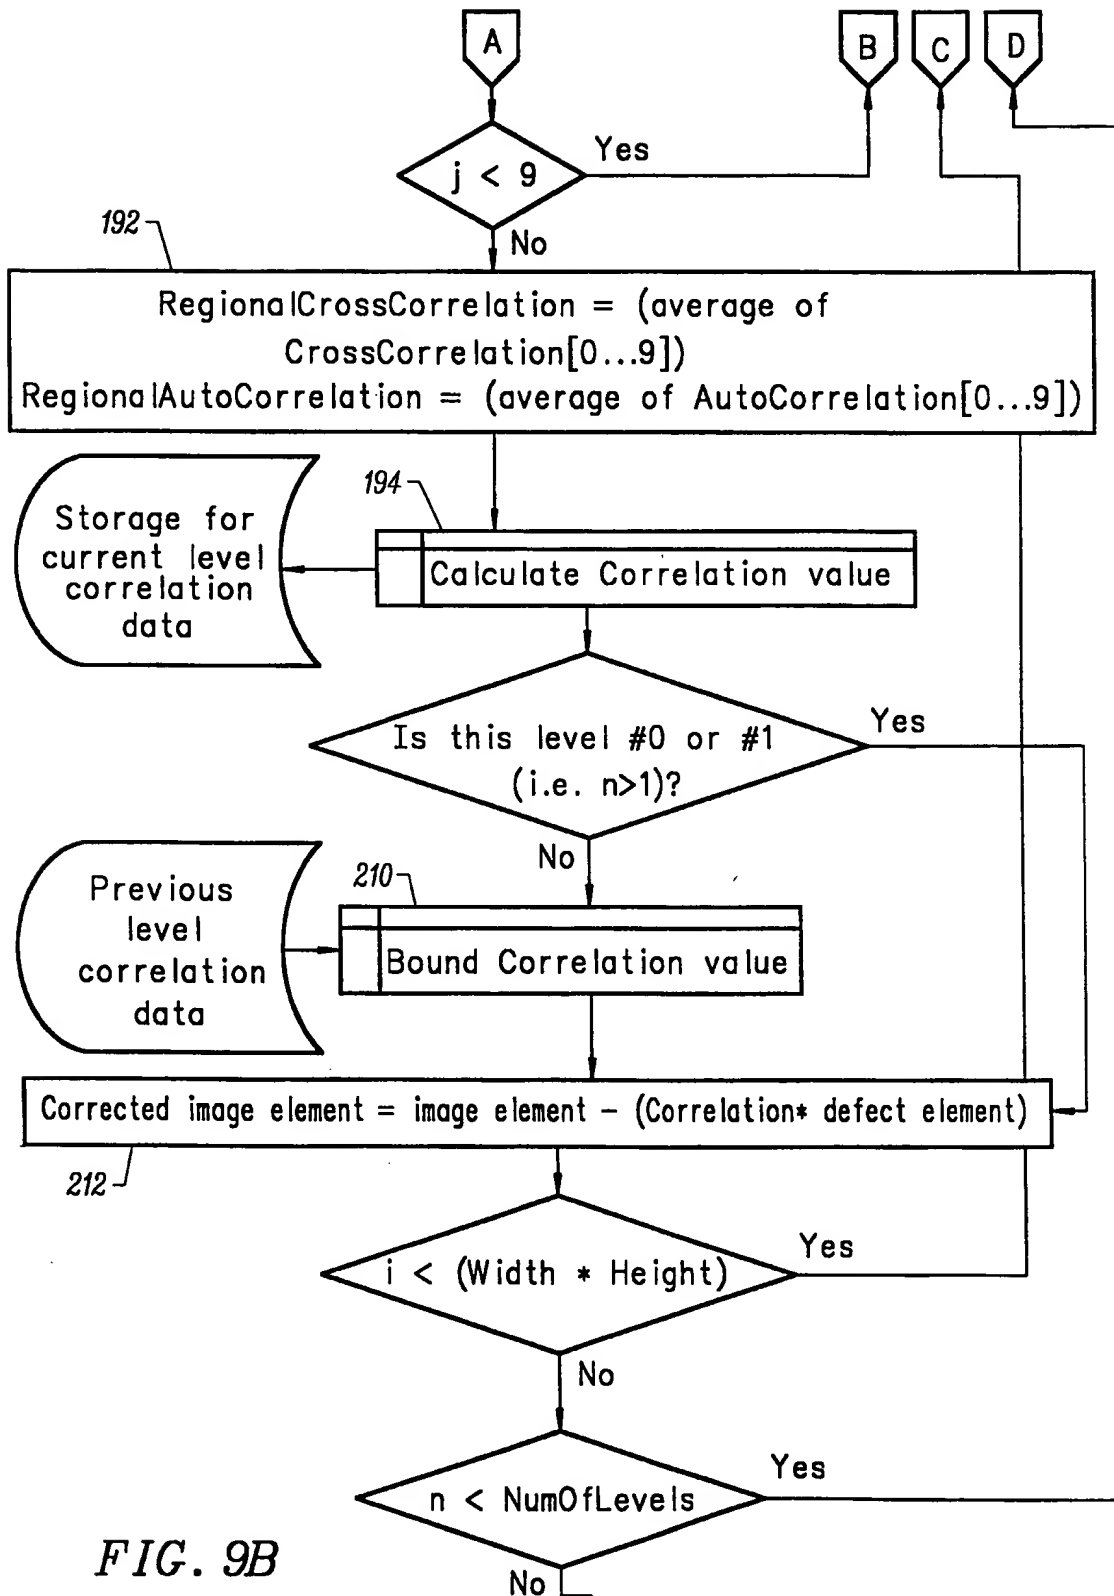 A
B
C
D
j < 9
Yes
No
192
RegionalCrossCorrelation = (average of
CrossCorrelation[0...9])
RegionalAutoCorrelation = (average of AutoCorrelation[0...9])
194
Storage for
current level
correlation
data
Calculate Correlation value
Is this level #0 or #1
(i.e. n>1)?
Yes
No
210
Previous
level
correlation
data
Bound Correlation value
Corrected image element = image element - (Correlation* defect element)
212
i < (Width * Height)
Yes
No
n < NumOfLevels
Yes
No
FIG. 9B